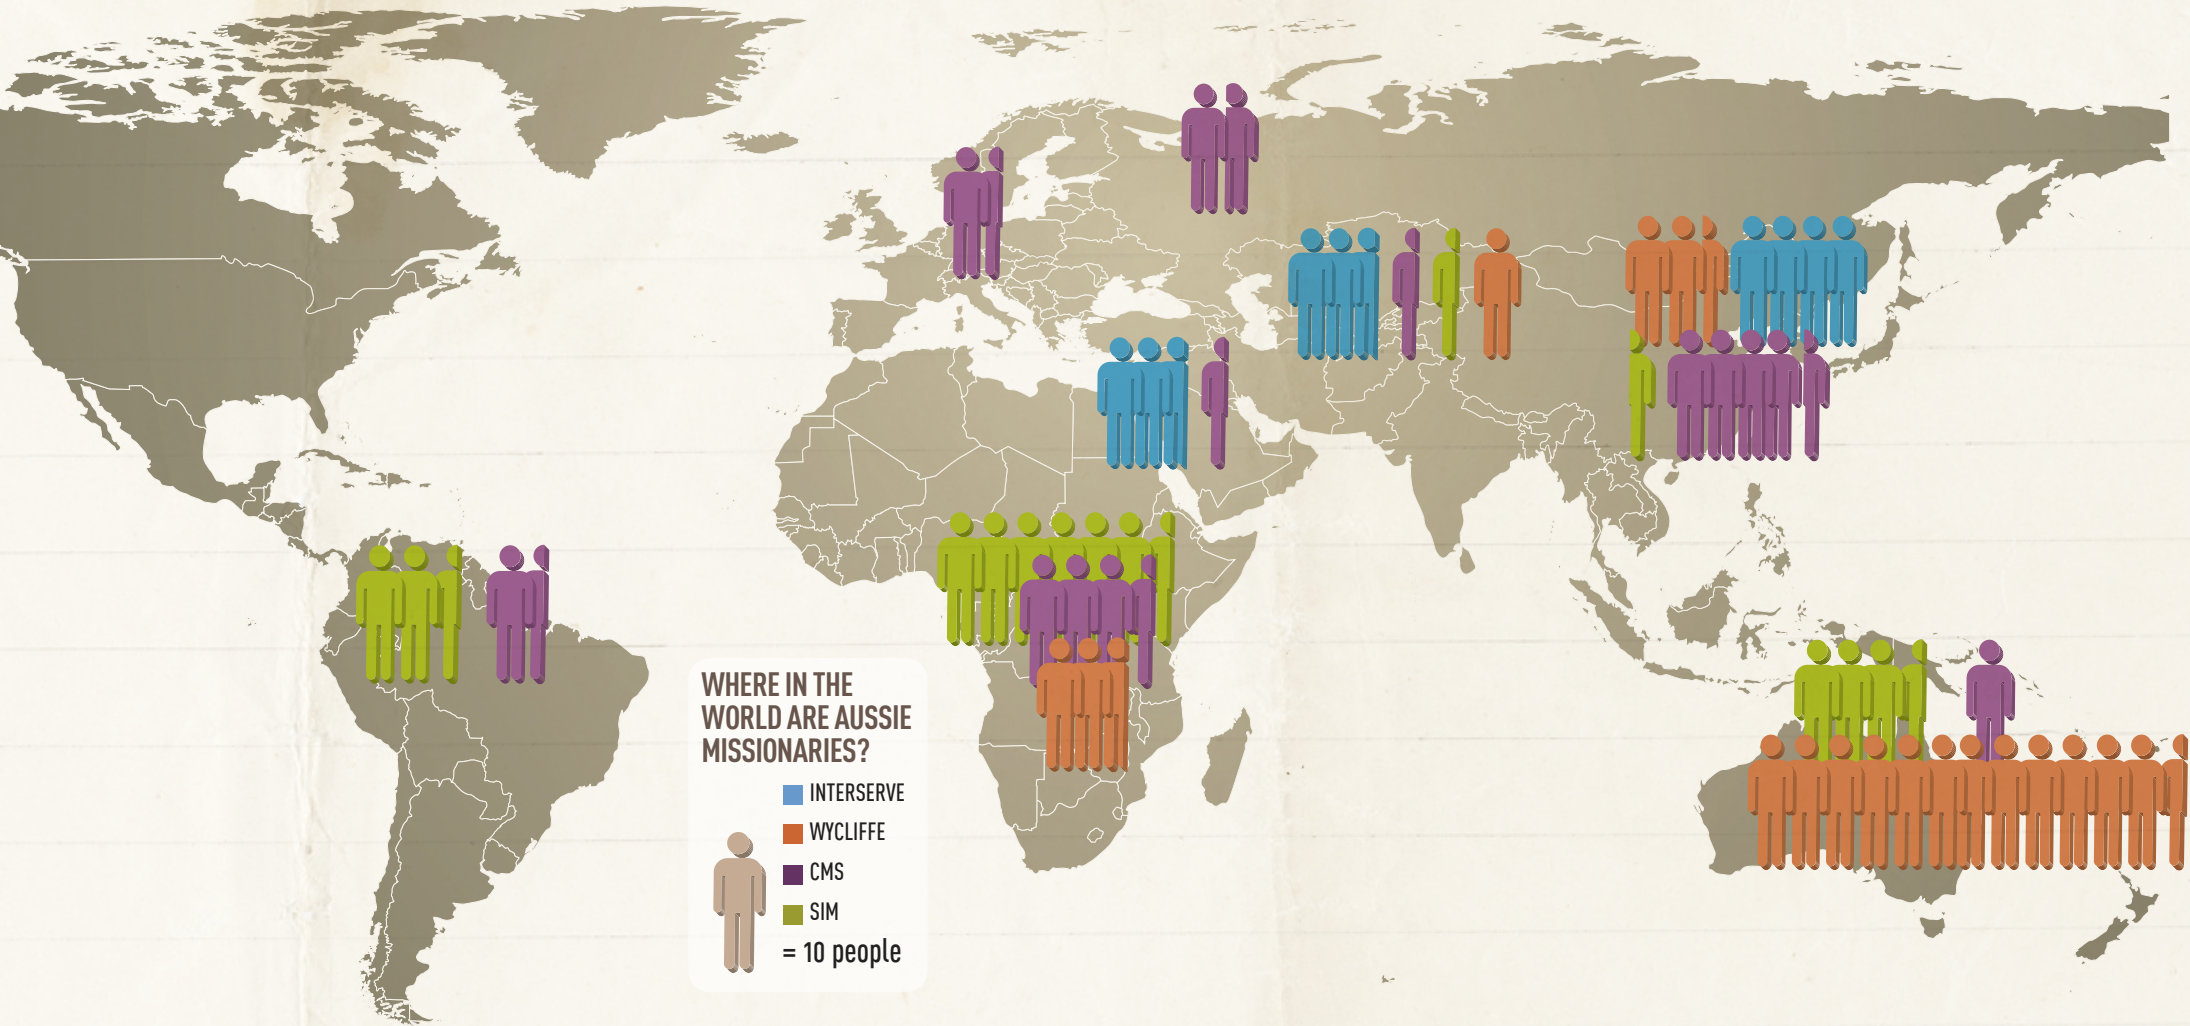 WHERE IN THE
WORLD ARE AUSSIE
MISSIONARIES?
INTERSERVE
WYCLIFFE
CMS
SIM
= 10 people